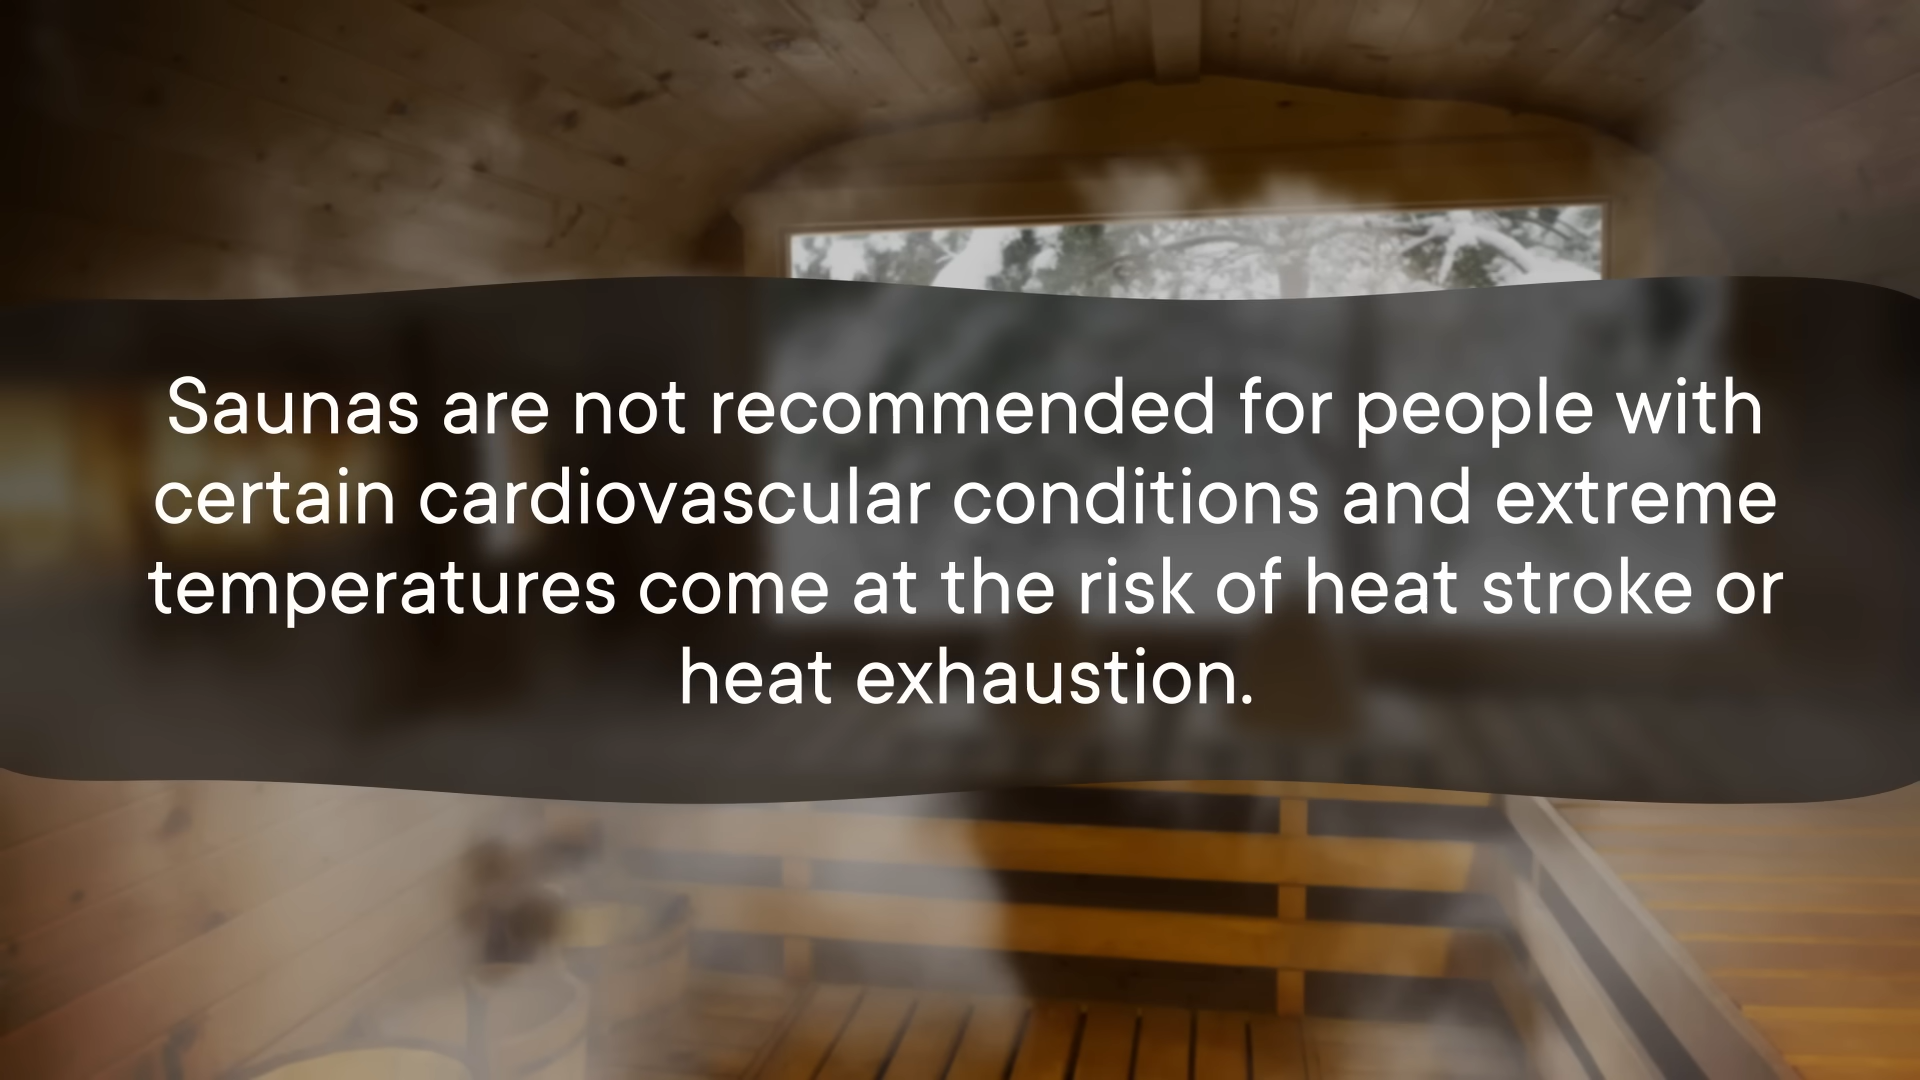 Saunas are not recommended for people with
certain cardiovascular conditions and extreme
temperatures come at the risk of heat stroke or
heat exhaustion.